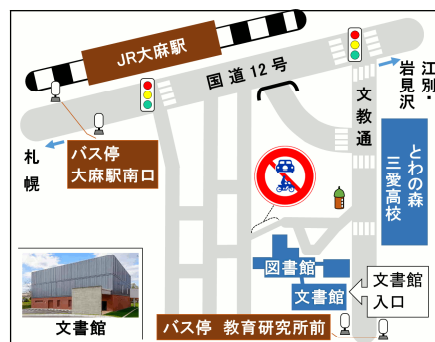 JR大麻駅
国道12号
文教通
江別・
岩見沢
札幌
バス停
大麻駅南口
とわの森
三愛高校
図書館
文書館
文書館
入口
文書館
バス停 教育研究所前